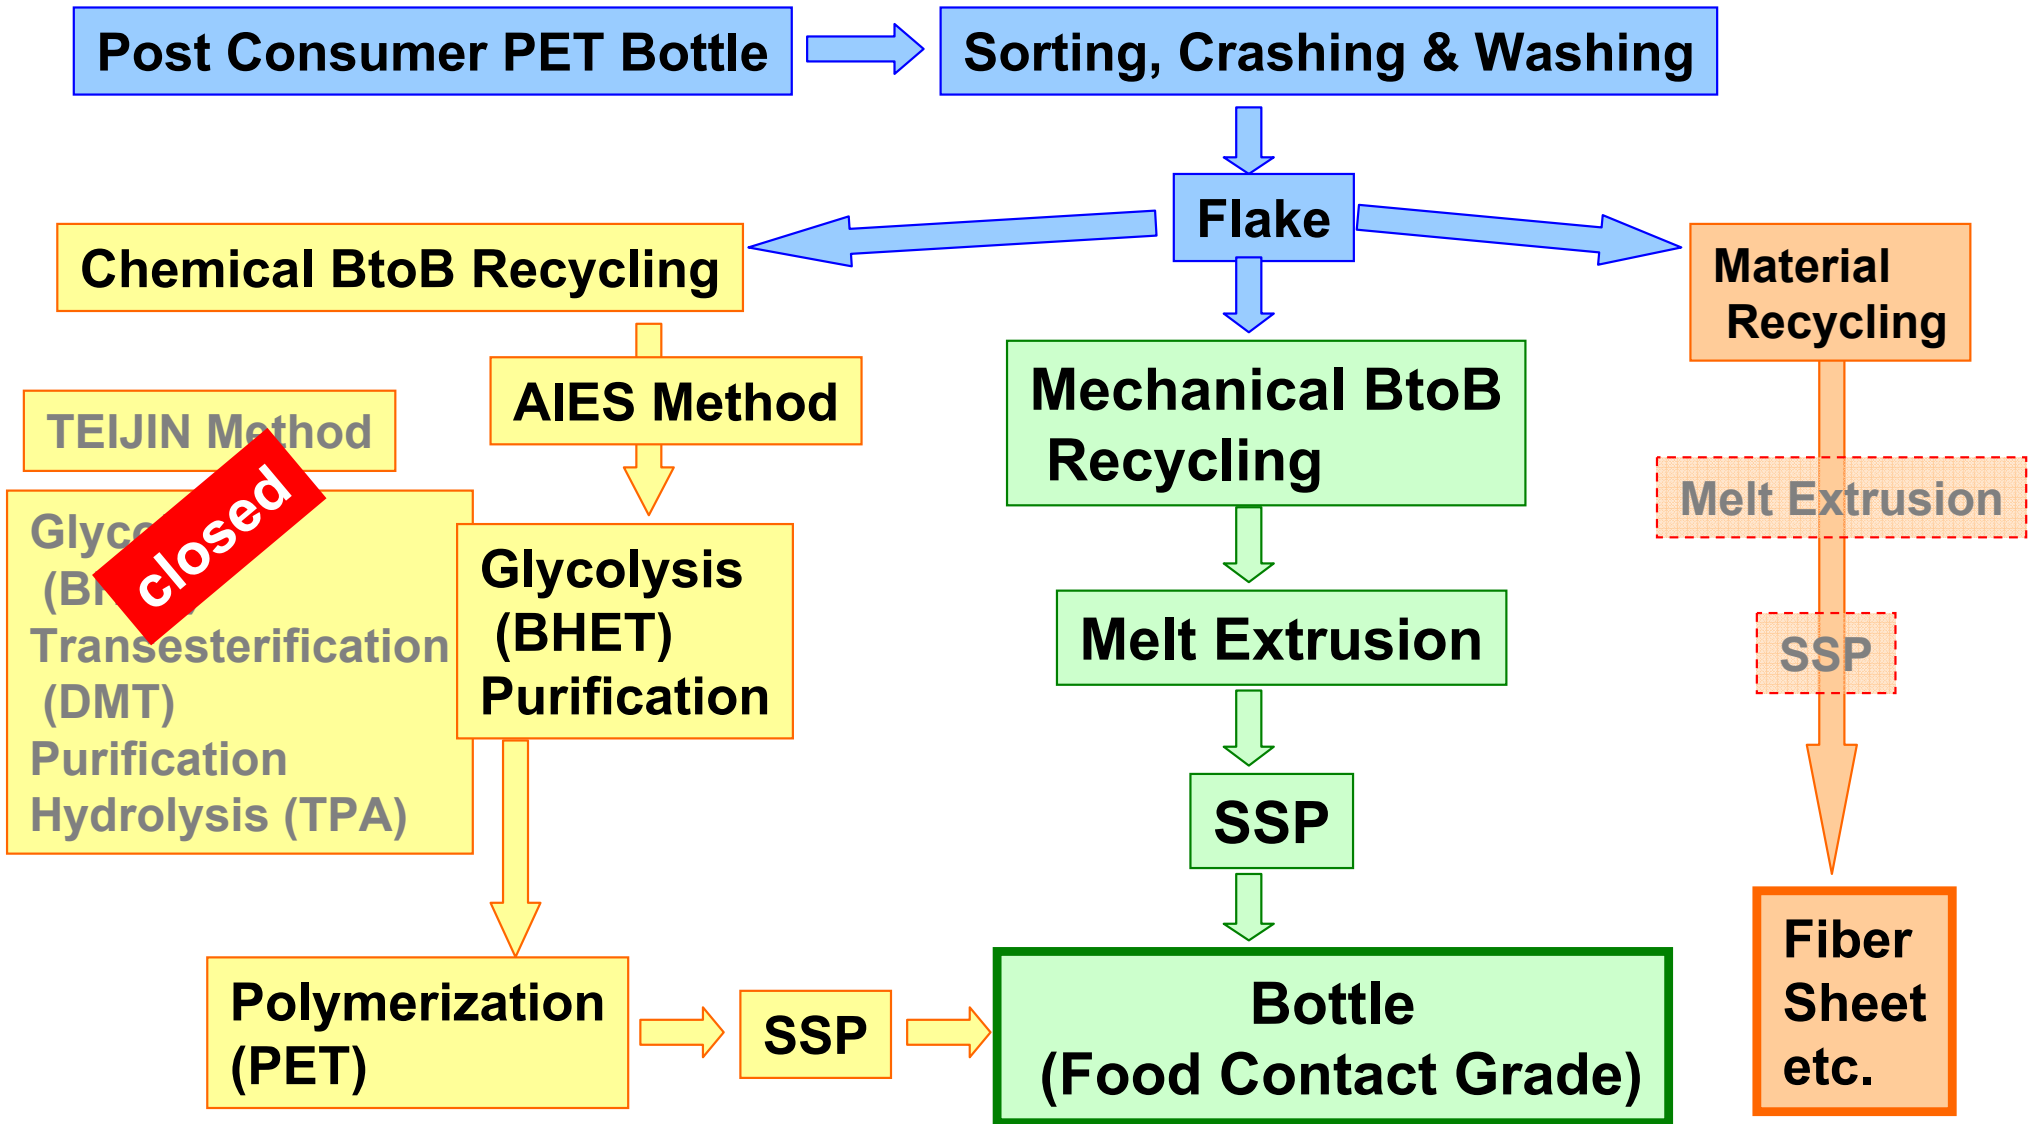 Post Consumer PET Bottle
Sorting, Crashing & Washing
Flake
Chemical BtoB Recycling
Material
Recycling
AIES Method
Mechanical BtoB
Recycling
TEIJIN Method
closed
Transesterification
(DMT)
Purification
Hydrolysis (TPA)
Glycolysis
(BHET)
Purification
Melt Extrusion
SSP
Melt Extrusion
SSP
Polymerization
(PET)
SSP
Bottle
(Food Contact Grade)
Fiber
Sheet
etc.